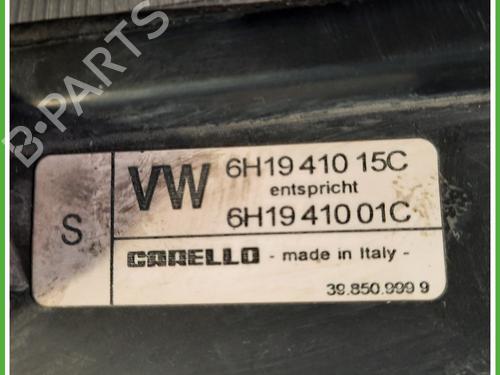 B-PARTS
S
VW
6H19 410 15C
entspricht
6H19 410 01C
CARELLO - made in Italy -
39.850.999 9